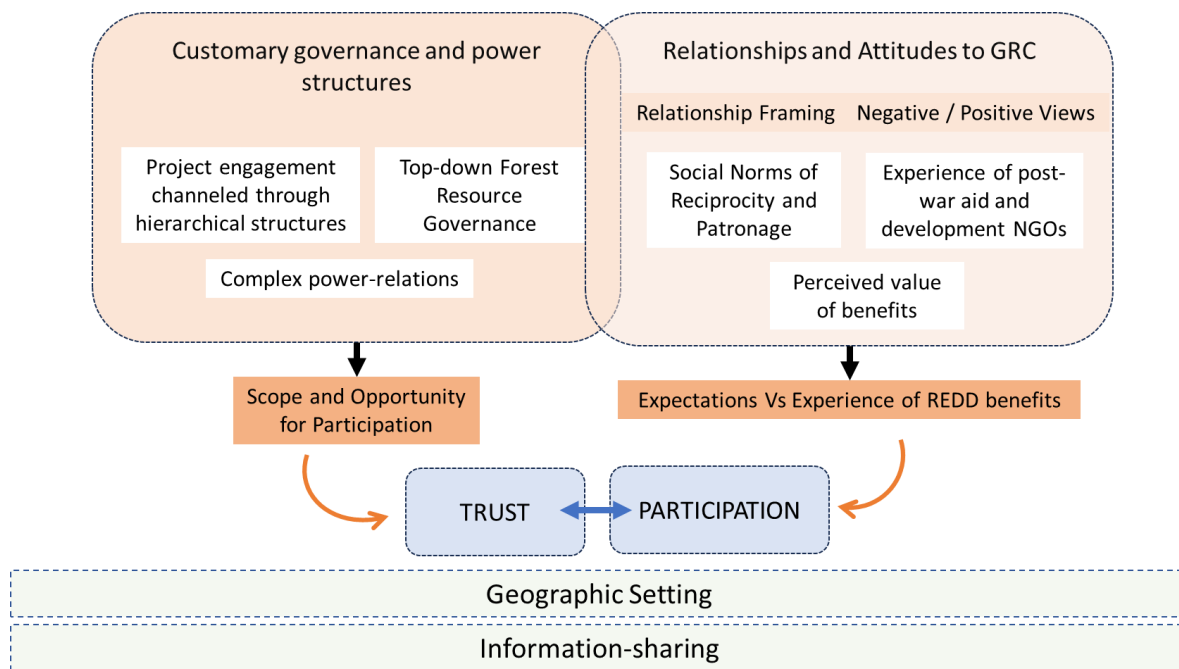 Customary governance and power
structures
Project engagement
channeled through
hierarchical structures
Top-down Forest
Resource
Governance
Complex power-relations
Relationships and Attitudes to GRC
Relationship Framing
Negative / Positive Views
Social Norms of
Reciprocity and
Patronage
Experience of post-
war aid and
development NGOs
Perceived value
of benefits
Scope and Opportunity
for Participation
Expectations Vs Experience of REDD benefits
TRUST
PARTICIPATION
Geographic Setting
Information-sharing